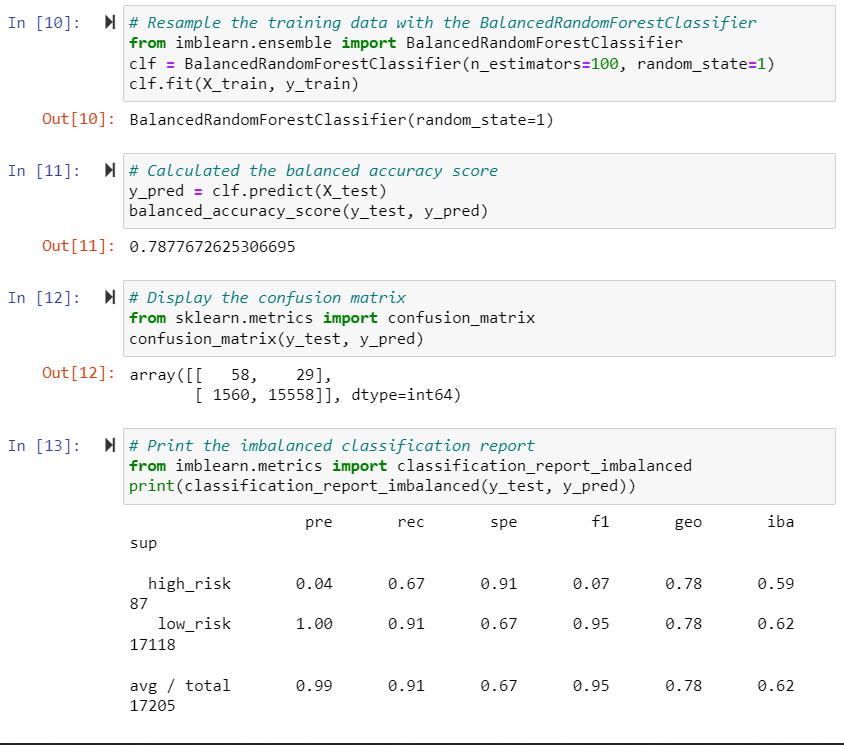 In [10]: # Resample the training data with the BalancedRandomForestClassifier
from imblearn.ensemble import BalancedRandomForestClassifier
clf = BalancedRandomForestClassifier(n_estimators=100, random_state=1)
clf.fit(X_train, y_train)
Out[10]: BalancedRandomForestClassifier(random_state=1)
In [11]: # Calculated the balanced accuracy score
y_pred = clf.predict(X_test)
balanced_accuracy_score(y_test, y_pred)
Out[11]: 0.7877672625306695
In [12]: # Display the confusion matrix
from sklearn.metrics import confusion_matrix
confusion_matrix(y_test, y_pred)
Out[12]: array([[   58,    29],
       [ 1560, 15558]], dtype=int64)
In [13]: # Print the imbalanced classification report
from imblearn.metrics import classification_report_imbalanced
print(classification_report_imbalanced(y_test, y_pred))
                   pre       rec       spe        f1       geo       iba
sup
  high_risk       0.04      0.67      0.91      0.07      0.78      0.59
87
   low_risk       1.00      0.91      0.67      0.95      0.78      0.62
17118
avg / total       0.99      0.91      0.67      0.95      0.78      0.62
17205